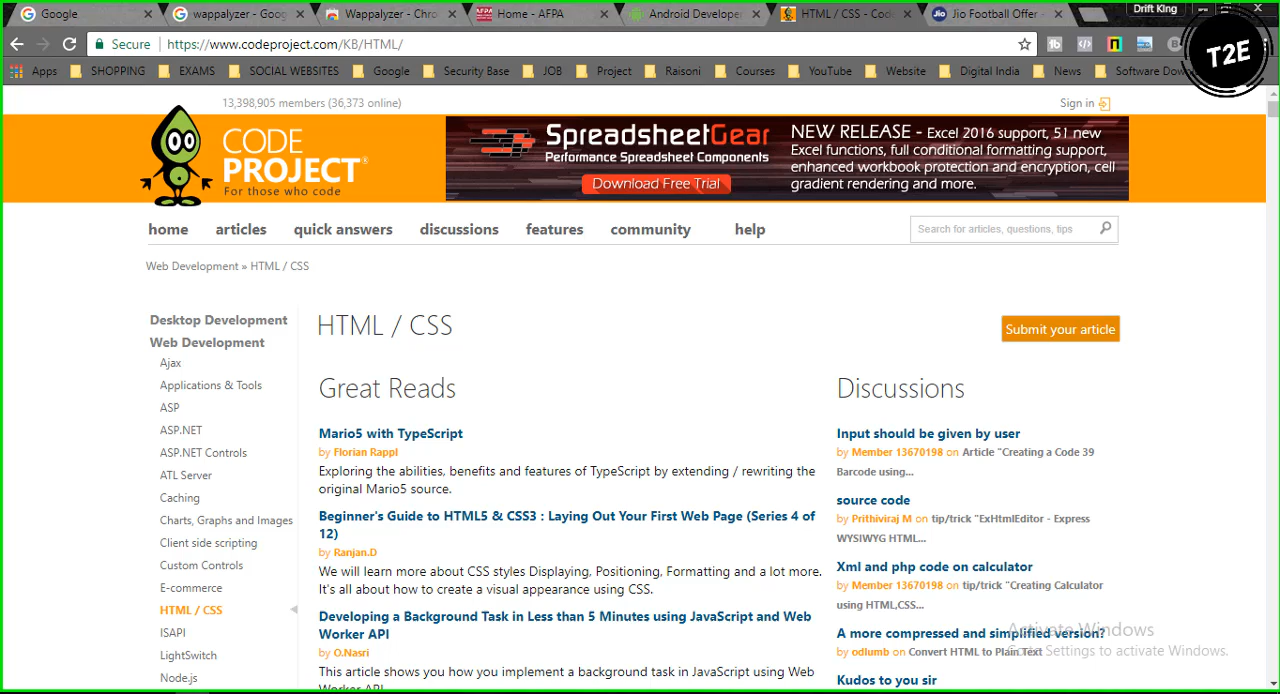 Google
wappalyzer - Goog
Wappalyzer - Chro
Home - AFPA
Android Develope
HTML / CSS - Cod
Jio Football Offer -
Drift King
Secure
https://www.codeproject.com/KB/HTML/
T2E
Apps SHOPPING EXAMS SOCIAL WEBSITES Google Security Base JOB Project Raisoni Courses YouTube Website Digital India News Software Dow
13,398,905 members (36,373 online)
Sign in
CODE
PROJECT®
For those who code
SpreadsheetGear
Performance Spreadsheet Components
Download Free Trial
NEW RELEASE - Excel 2016 support, 51 new
Excel functions, full conditional formatting support,
enhanced workbook protection and encryption, cell
gradient rendering and more.
home articles quick answers discussions features community help
Search for articles, questions, tips
Web Development » HTML / CSS
Desktop Development
Web Development
Ajax
Applications & Tools
ASP
ASP.NET
ASP.NET Controls
ATL Server
Caching
Charts, Graphs and Images
Client side scripting
Custom Controls
E-commerce
HTML / CSS
ISAPI
LightSwitch
Node.js
HTML / CSS
Submit your article
Great Reads
Mario5 with TypeScript
by Florian Rappl
Exploring the abilities, benefits and features of TypeScript by extending / rewriting the
original Mario5 source.
Beginner's Guide to HTML5 & CSS3 : Laying Out Your First Web Page (Series 4 of
12)
by Ranjan.D
We will learn more about CSS styles Displaying, Positioning, Formatting and a lot more.
It's all about how to create a visual appearance using CSS.
Developing a Background Task in Less than 5 Minutes using JavaScript and Web
Worker API
by O.Nasri
This article shows you how you implement a background task in JavaScript using Web
Worker API
Discussions
Input should be given by user
by Member 13670198 on Article "Creating a Code 39
Barcode using...
source code
by Prithiviraj M on tip/trick "ExHtmlEditor - Express
WYSIWYG HTML...
Xml and php code on calculator
by Member 13670198 on tip/trick "Creating Calculator
using HTML,CSS...
A more compressed and simplified version?
by odlumb on Convert HTML to Plain Text
Kudos to you sir
Activate Windows
Go to Settings to activate Windows.